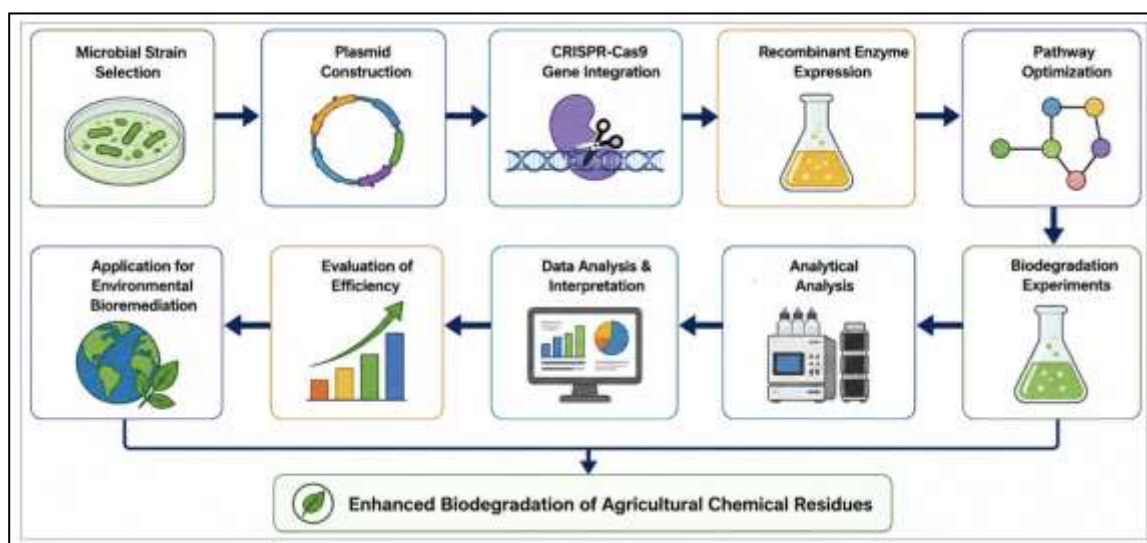 Microbial Strain
Selection
Plasmid
Construction
CRISPR-Cas9
Gene Integration
Recombinant Enzyme
Expression
Pathway
Optimization
Biodegradation
Experiments
Analytical
Analysis
Data Analysis &
Interpretation
Evaluation of
Efficiency
Application for
Environmental
Bioremediation
Enhanced Biodegradation of Agricultural Chemical Residues